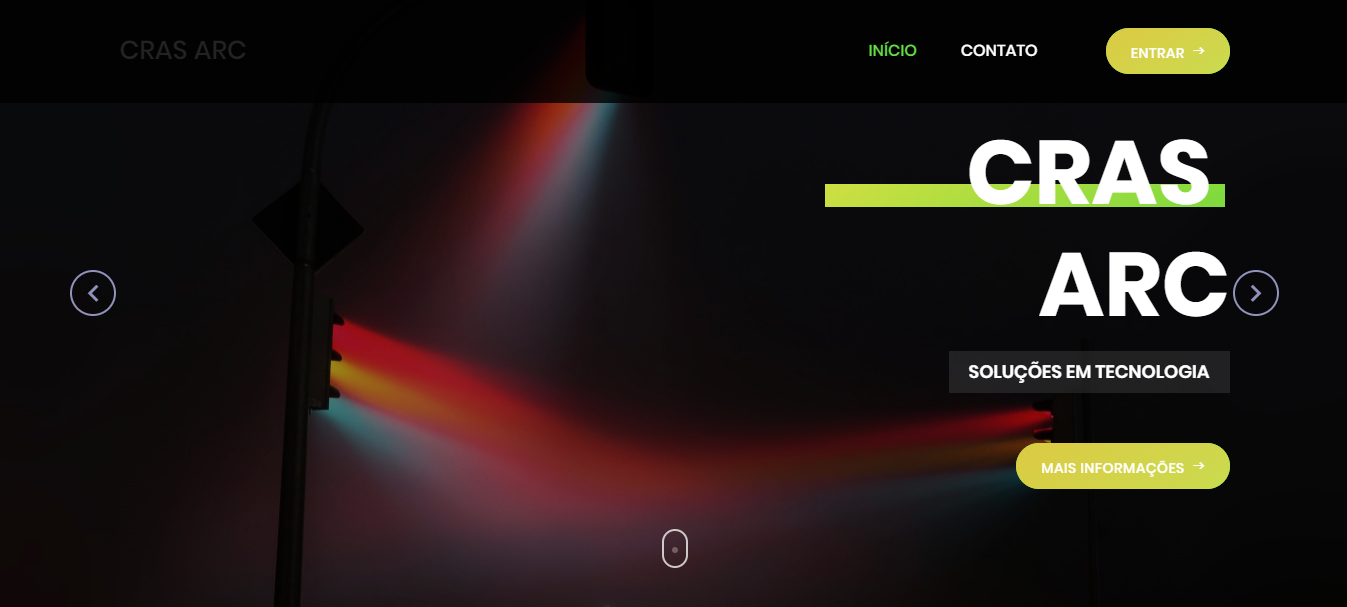 CRAS ARC
INÍCIO
CONTATO
ENTRAR →
CRAS
ARC
SOLUÇÕES EM TECNOLOGIA
MAIS INFORMAÇÕES →